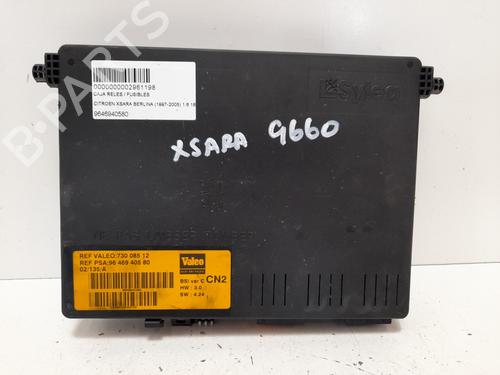 0000000002961198
CAJA RELES / FUSIBLES
CITROEN XSARA BERLINA (1997-2005) 1.6 16
9646940580
Sylea
XSARA 9660
REF VALEO:730 085 12
REF PSA:96 469 405 80
02/135/A
Valeo
BSI var C CN2
HW : 3.0
SW : 4.24
B-PARTS